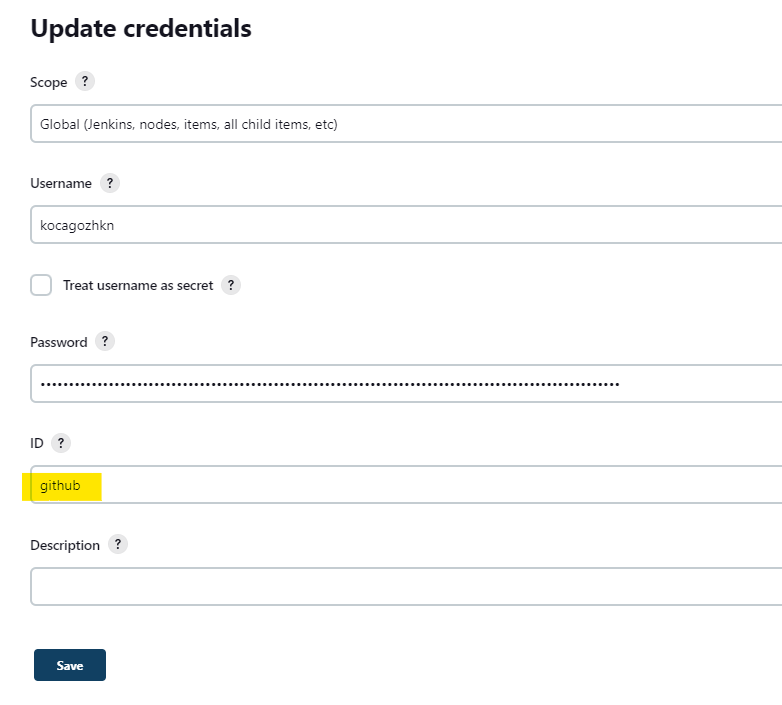 Update credentials
Scope ?
Global (Jenkins, nodes, items, all child items, etc)
Username ?
kocagozhkn
Treat username as secret ?
Password ?
ID ?
github
Description ?
Save